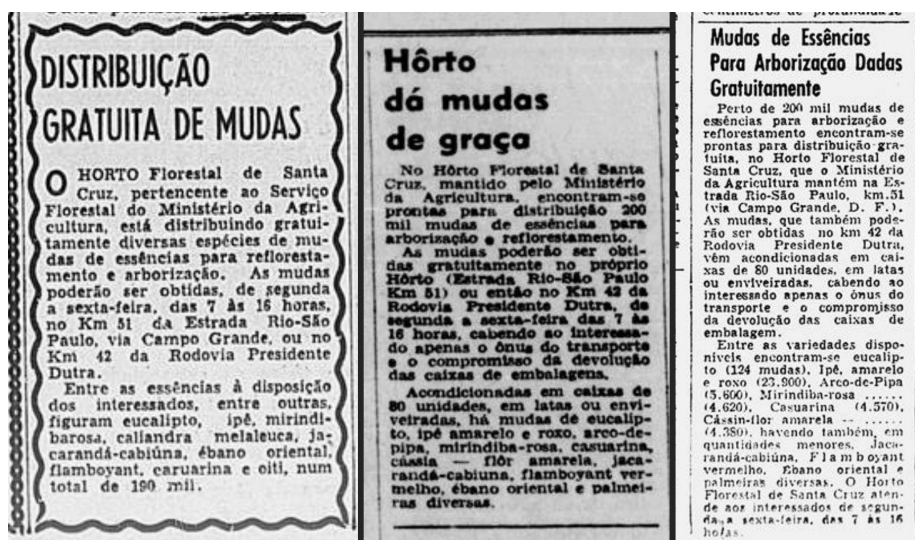 DISTRIBUIÇÃO
GRATUITA DE MUDAS
O HORTO Florestal de Santa
Cruz, pertencente ao Serviço
Florestal do Ministério da Agri-
cultura, está distribuindo gratui-
tamente diversas espécies de mu-
das de essências para refloresta-
mento e arborização. As mudas
poderão ser obtidas, de segunda
a sexta-feira, das 7 às 16 horas,
no Km 51 da Estrada Rio-São
Paulo, via Campo Grande, ou no
Km 42 da Rodovia Presidente
Dutra.
Entre as essências à disposição
dos interessados, entre outras,
figuram eucalipto, ipê, mirindi-
barosa, callandra melaleuca, ja-
carandá-cabiúna, ébano oriental,
flamboyant, caruarina e oiti, num
total de 190 mil.
Hôrto
dá mudas
de graça
No Hôrto Florestal de Santa
Cruz, mantido pelo Ministério
da Agricultura, encontram-se
prontas para distribuição 200
mil mudas de essências para
arborização e reflorestamento.
As mudas poderão ser obti-
das gratuitamente no próprio
Hôrto (Estrada Rio-São Paulo
Km 51) ou então no Km 42 da
Rodovia Presidente Dutra, de
segunda a sexta-feira, das 7 às
16 horas, cabendo ao interessa-
do apenas o ônus do transporte
e o compromisso da devolução
das caixas de embalagens.
Acondicionadas em caixas de
80 unidades, em latas ou envi-
veiradas, há mudas de eucalip-
to, ipê amarelo e roxo, arco-de-
pipa, mirindiba-rosa, casuarina,
cássia — flôr amarela, jaca-
randá-cabiuna, flamboyant ver-
melho, ébano oriental e palmei-
ras diversas.
Mudas de Essências
Para Arborização Dadas
Gratuitamente
Perto de 200 mil mudas de
essências para arborização e
reflorestamento encontram-se
prontas para distribuição gra-
tuita, no Horto Florestal de
Santa Cruz, que o Ministério
da Agricultura mantém na Es-
trada Rio-São Paulo, km.51
(via Campo Grande, D. F.).
As mudas, que também pode-
rão ser obtidas no km 42 da
Rodovia Presidente Dutra,
vêm acondicionadas em cai-
xas de 80 unidades, em latas
ou enviveiradas, cabendo ao
interessado apenas o ônus do
transporte e o compromisso
da devolução das caixas de
embalagem.
Entre as variedades dispo-
níveis encontram-se eucalip-
to (124 mudas), Ipê, amarelo
e roxo (23.900), Arco-de-Pipa
(5.600), Mirindiba-rosa ......
(4.620), Casuarina (4.570),
Cássin-flor amarela — ......
(4.380), havendo também, em
quantidades menores, Jaca-
randá-cabiúna, Flamboyant
vermelho, Ébano oriental e
palmeiras diversas. O Horto
Florestal de Santa Cruz aten-
de aos interessados de segun-
da a sexta-feira, das 7 às 16
horas.